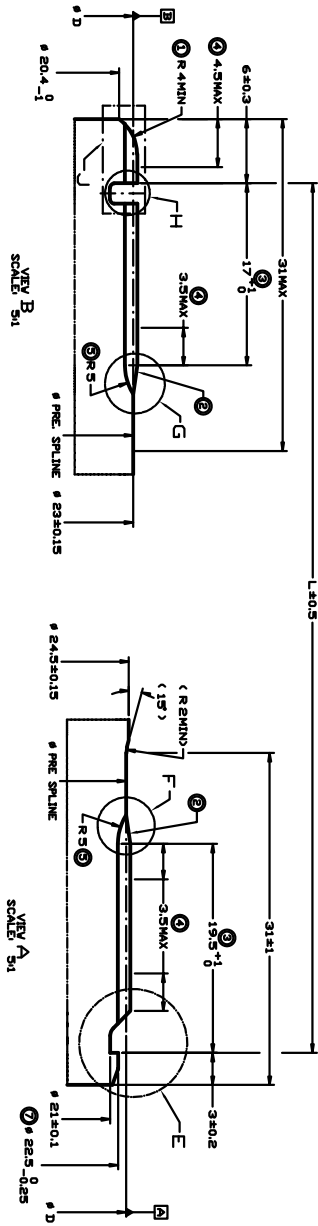 B
ø D
ø 20.4 0 -1
① R 4MIN
④ 4.5MAX
6±0.3
31MAX
17 +1 0 ③
3.5MAX ④
L±0.5
J
H
G
②
⑤ R 5
ø PRE. SPLINE
ø 23±0.15
VIEW B
SCALE: 5:1
ø 24.5±0.15
(15°)
(R 2MIN)
ø PRE SPLINE
F
②
R 5 ⑤
3.5MAX ④
19.5 +1 0 ③
31±1
3±0.2
E
ø 21±0.1
⑦ ø 22.5 0 -0.25
ø D
A
VIEW A
SCALE: 5:1